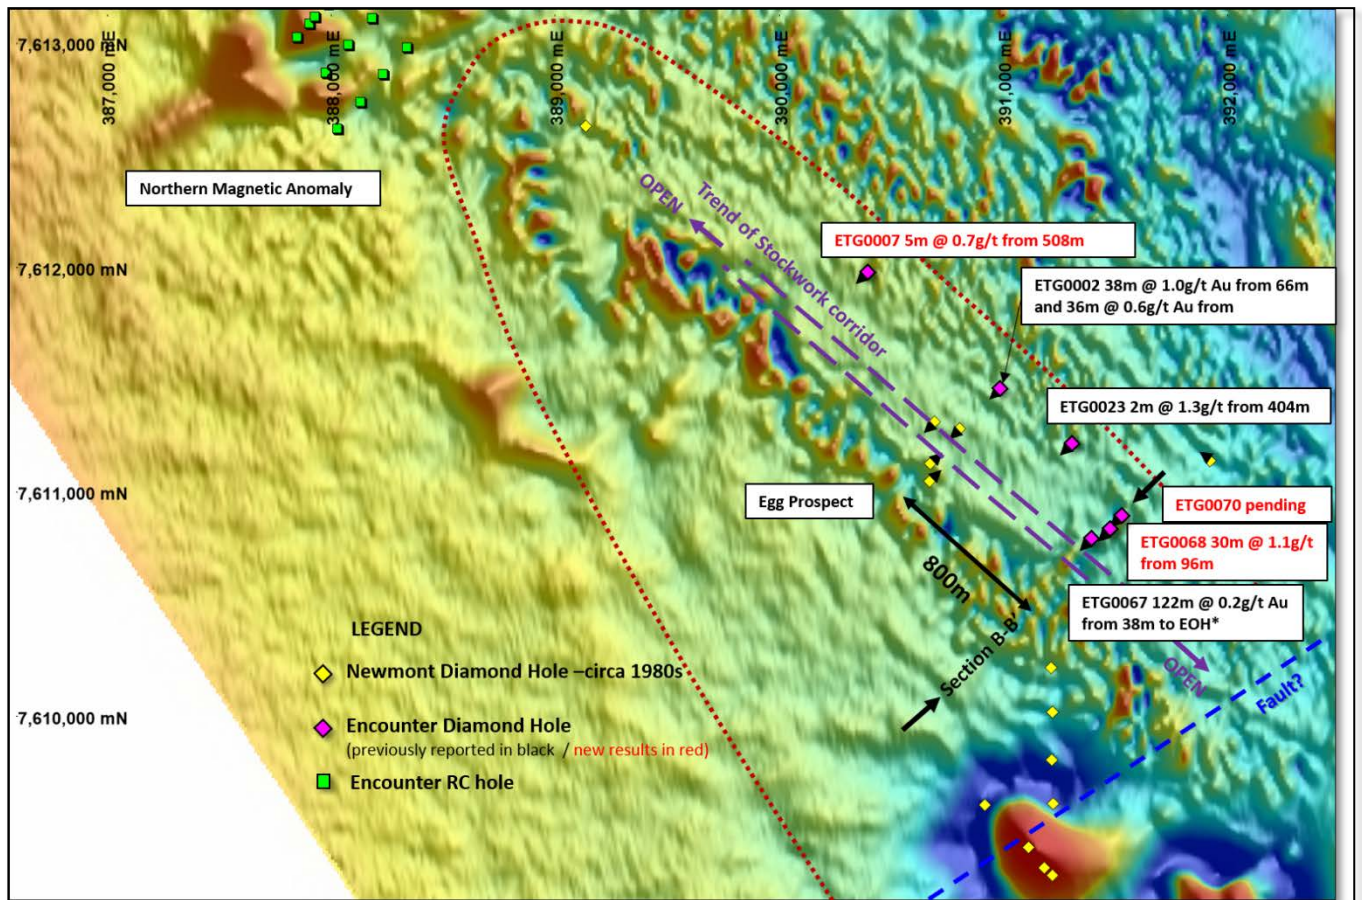 7,613,000 mN
387,000 mE
388,000 mE
389,000 mE
390,000 mE
391,000 mE
392,000 mE
Northern Magnetic Anomaly
OPEN
Trend of Stockwork corridor
ETG0007 5m @ 0.7g/t from 508m
7,612,000 mN
ETG0002 38m @ 1.0g/t Au from 66m
and 36m @ 0.6g/t Au from
ETG0023 2m @ 1.3g/t from 404m
7,611,000 mN
Egg Prospect
ETG0070 pending
ETG0068 30m @ 1.1g/t
from 96m
800m
ETG0067 122m @ 0.2g/t Au
from 38m to EOH*
Section B-B'
OPEN
Fault?
7,610,000 mN
LEGEND
Newmont Diamond Hole –circa 1980s
Encounter Diamond Hole
(previously reported in black / new results in red)
Encounter RC hole